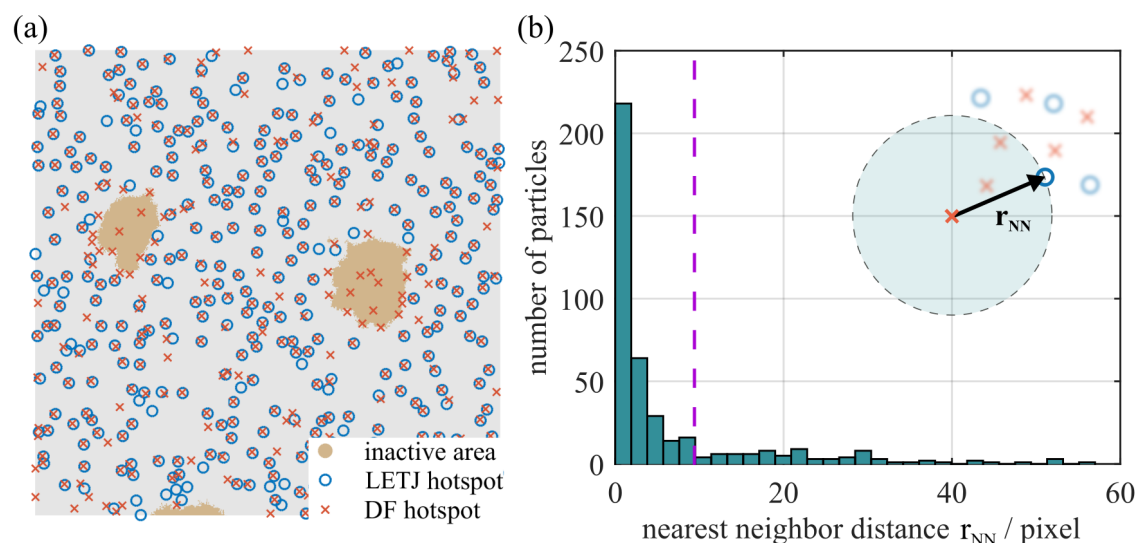 (a)
inactive area
LETJ hotspot
DF hotspot
(b)
250
200
150
100
50
0
number of particles
r_NN
0 20 40 60
nearest neighbor distance r_NN / pixel